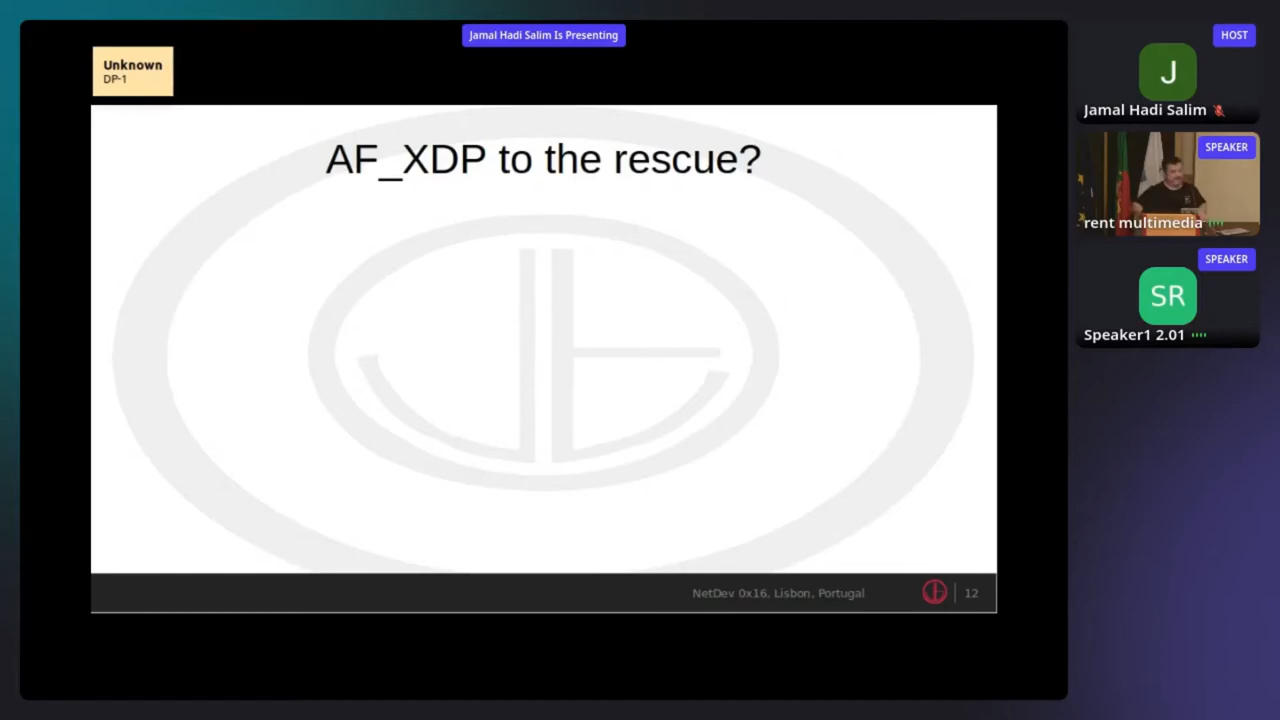 Jamal Hadi Salim Is Presenting
Unknown
DP-1
AF_XDP to the rescue?
NetDev 0x16, Lisbon, Portugal
12
HOST
J
Jamal Hadi Salim
SPEAKER
rent multimedia
SPEAKER
SR
Speaker1 2.01